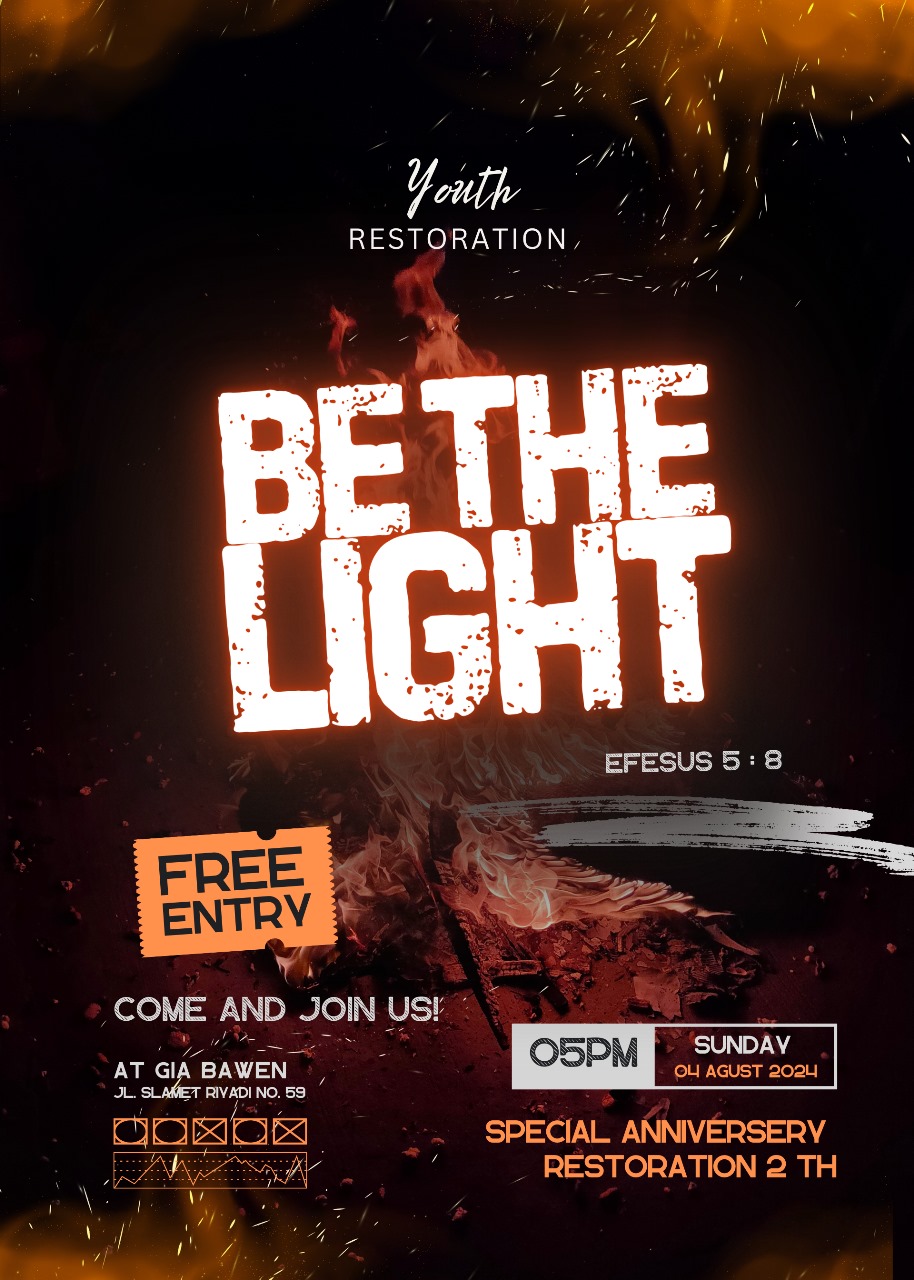 Youth
RESTORATION
BE THE
LIGHT
EFESUS 5 : 8
FREE
ENTRY
COME AND JOIN US!
AT GIA BAWEN
JL. SLAMET RIYADI NO. 59
05PM
SUNDAY
04 AGUST 2024
SPECIAL ANNIVERSERY
RESTORATION 2 TH